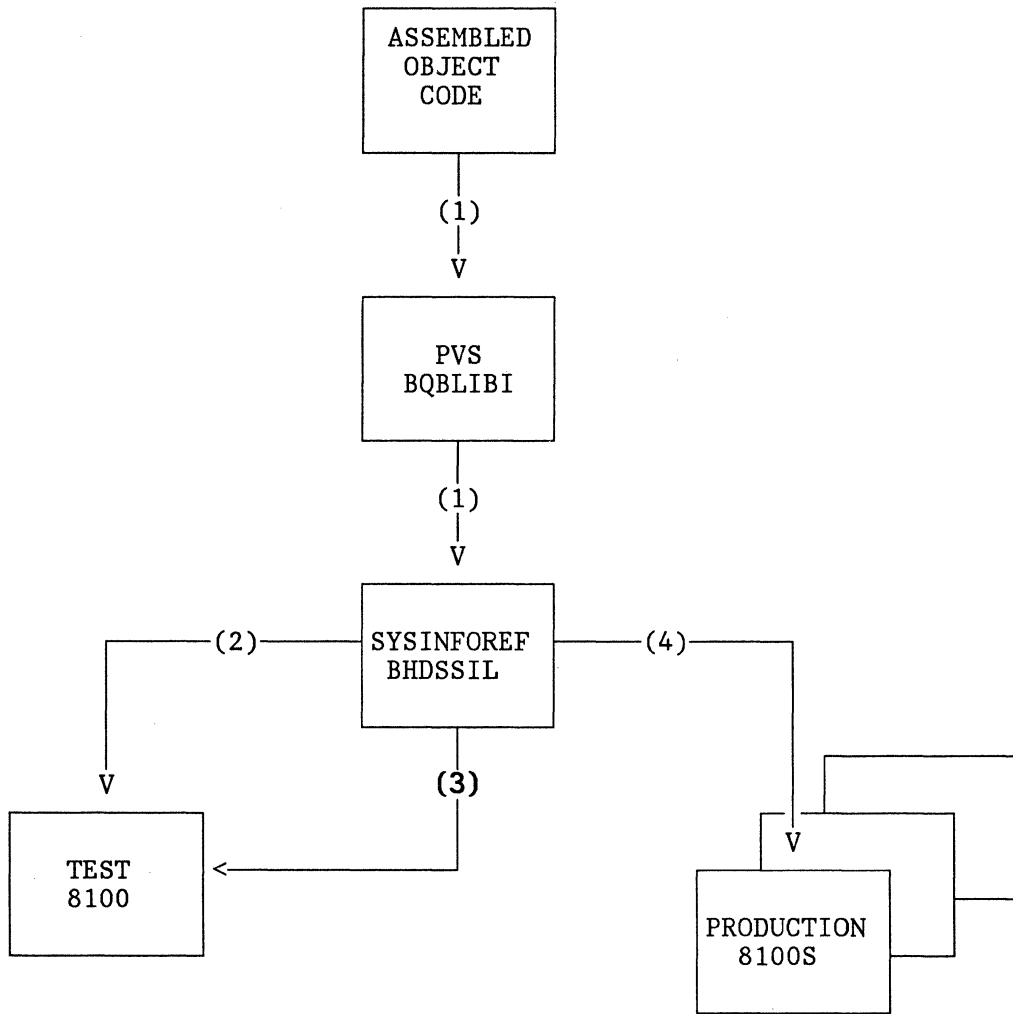 ASSEMBLED
OBJECT
CODE
(1)
V
PVS
BQBLIBI
(1)
V
(2)
SYSINFOREF
BHDSSIL
(4)
V
(3)
V
TEST
8100
<
PRODUCTION
8100S